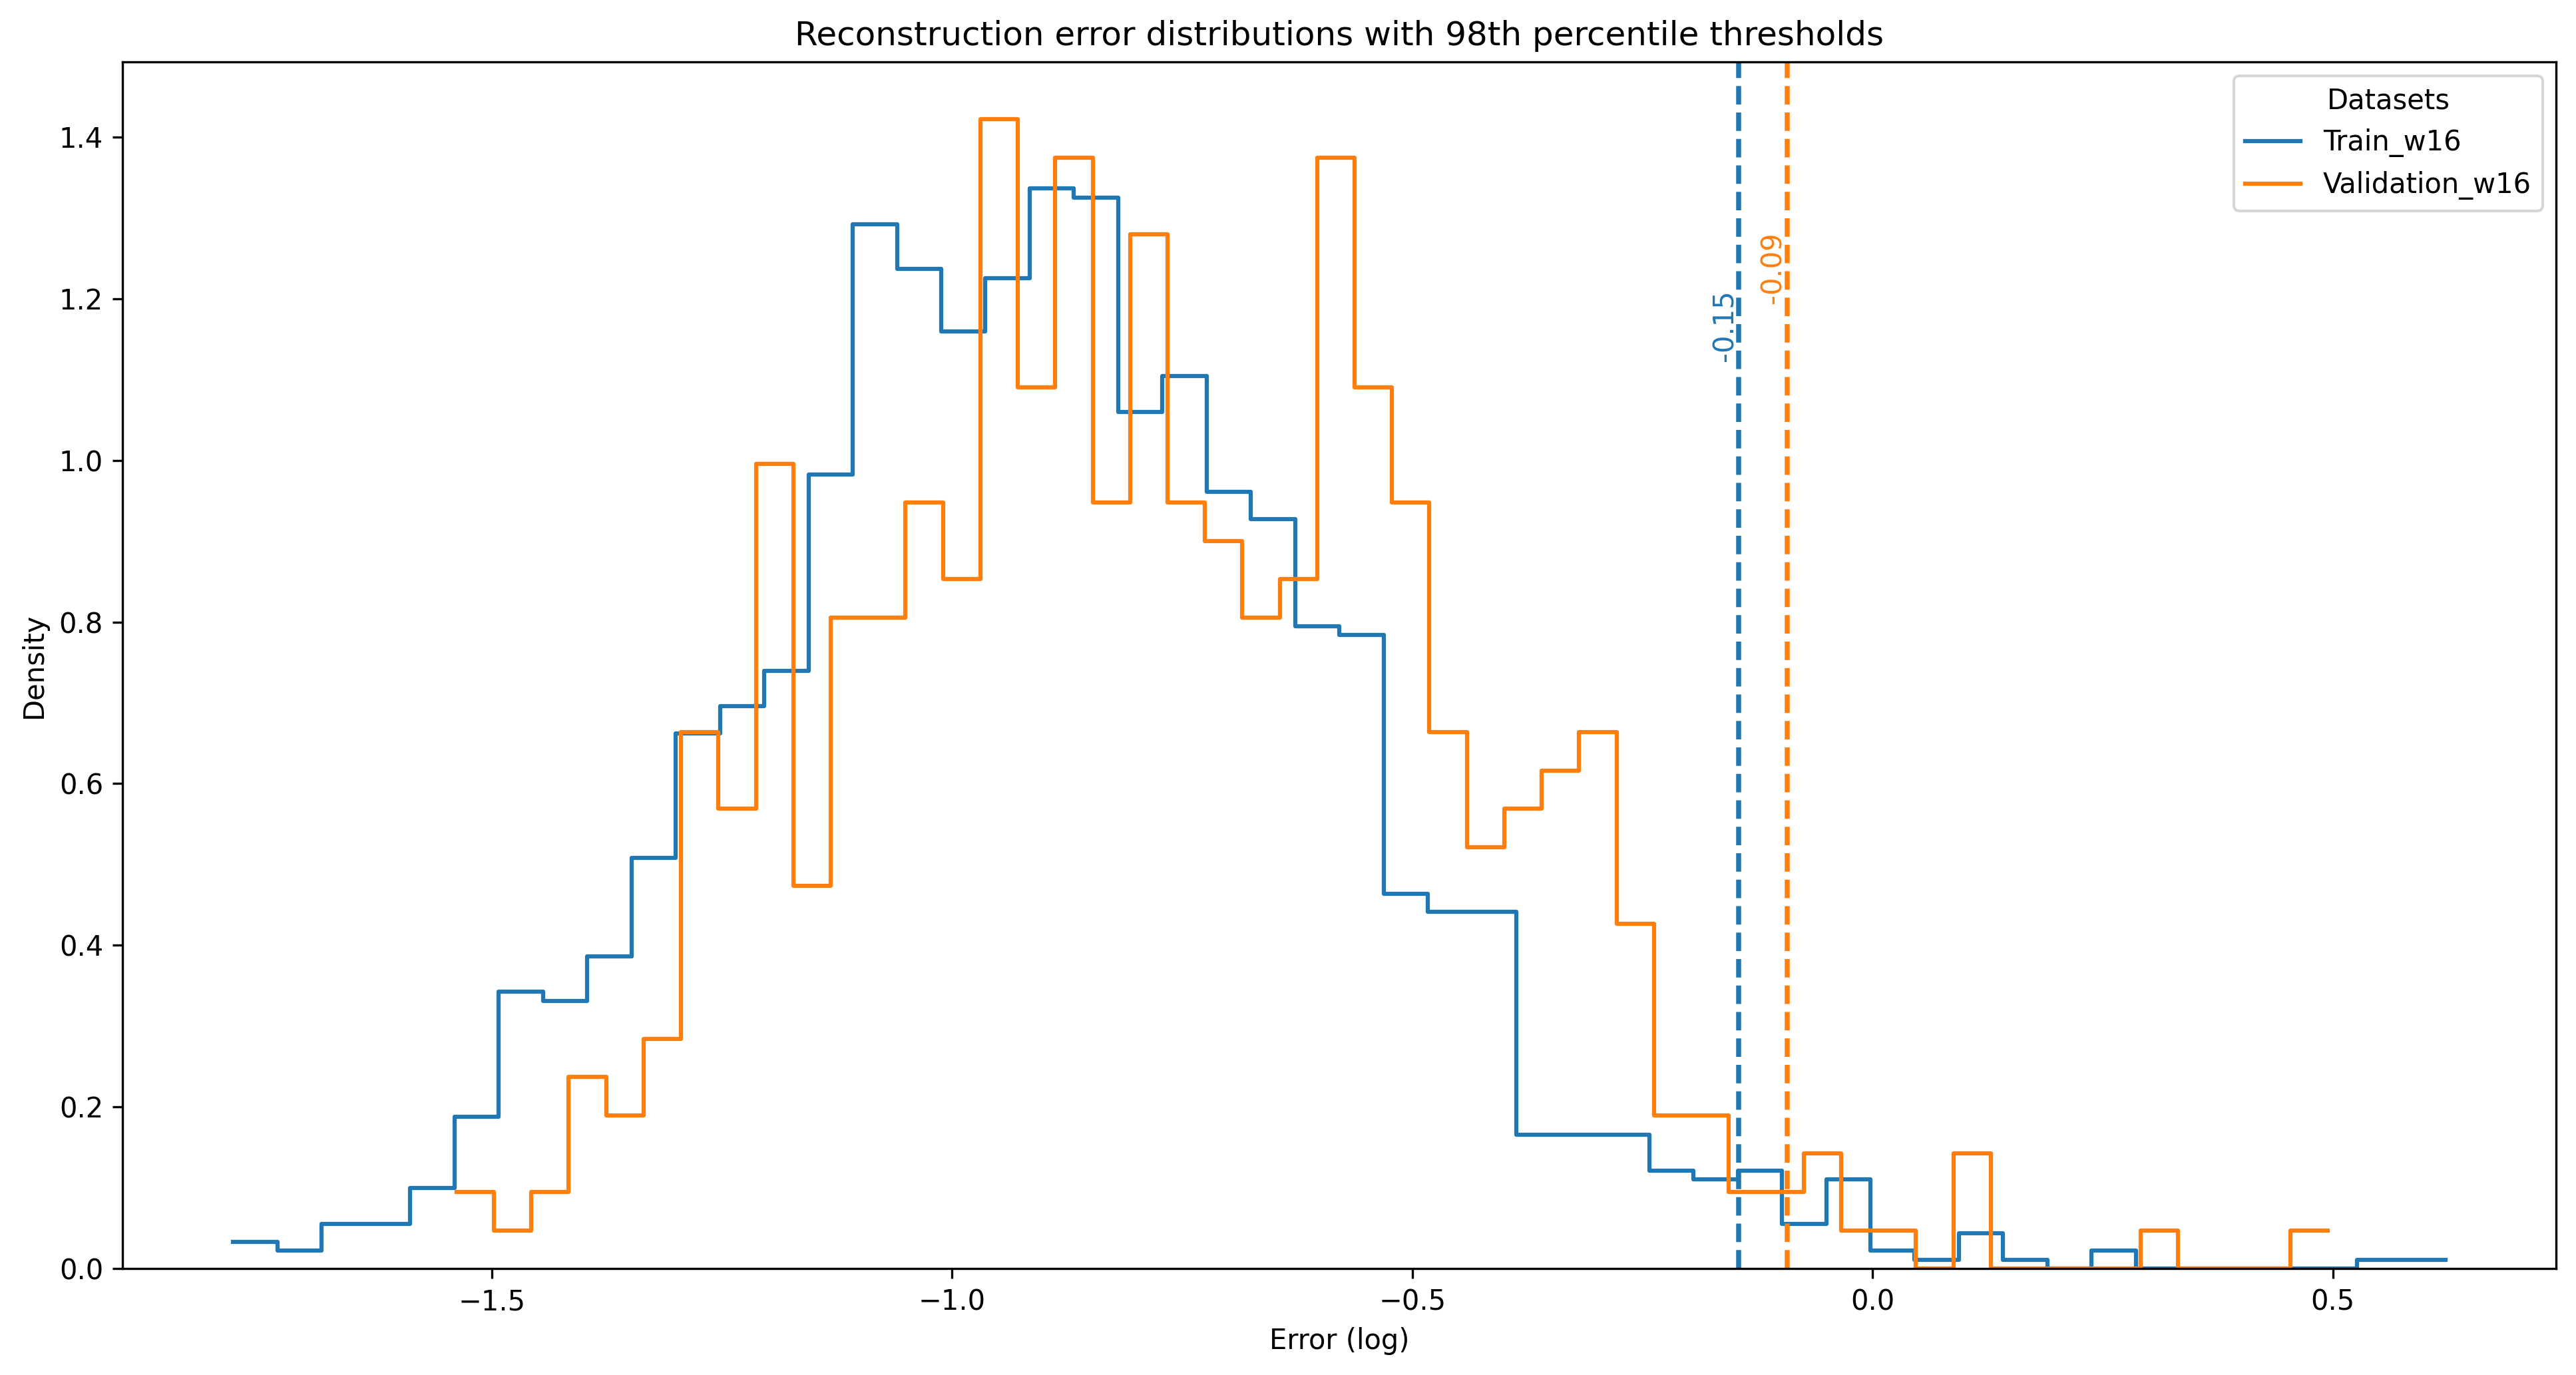 Reconstruction error distributions with 98th percentile thresholds
Datasets
Train_w16
Validation_w16
-0.15
-0.09
Density
1.4
1.2
1.0
0.8
0.6
0.4
0.2
0.0
−1.5
−1.0
−0.5
0.0
0.5
Error (log)